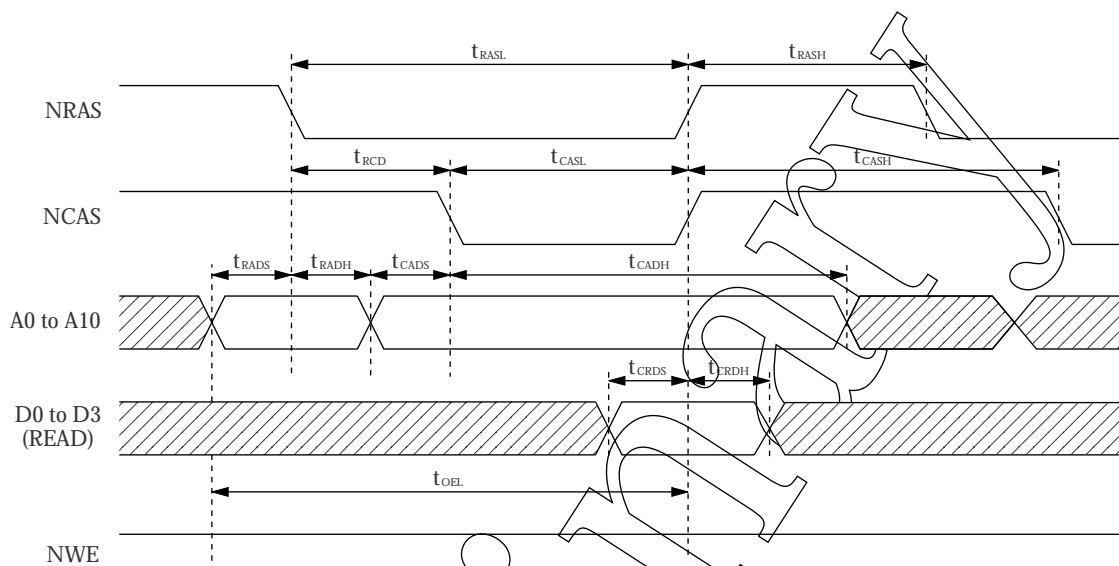 tRASL tRASH
NRAS
tRCD tCASL tCASH
NCAS
tRADS tRADH tCADS tCADH
A0 to A10
tCRDS tCRDH
D0 to D3
(READ)
tOEL
NWE